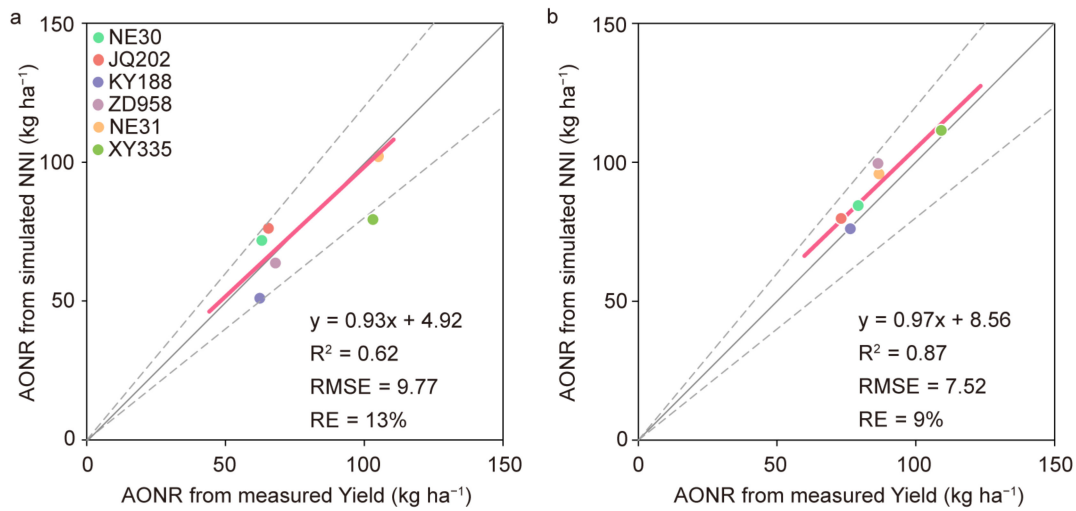 a
AONR from simulated NNI (kg ha⁻¹)
150
100
50
0
NE30
JQ202
KY188
ZD958
NE31
XY335
y = 0.93x + 4.92
R² = 0.62
RMSE = 9.77
RE = 13%
0 50 100 150
AONR from measured Yield (kg ha⁻¹)
b
AONR from simulated NNI (kg ha⁻¹)
150
100
50
0
y = 0.97x + 8.56
R² = 0.87
RMSE = 7.52
RE = 9%
0 50 100 150
AONR from measured Yield (kg ha⁻¹)